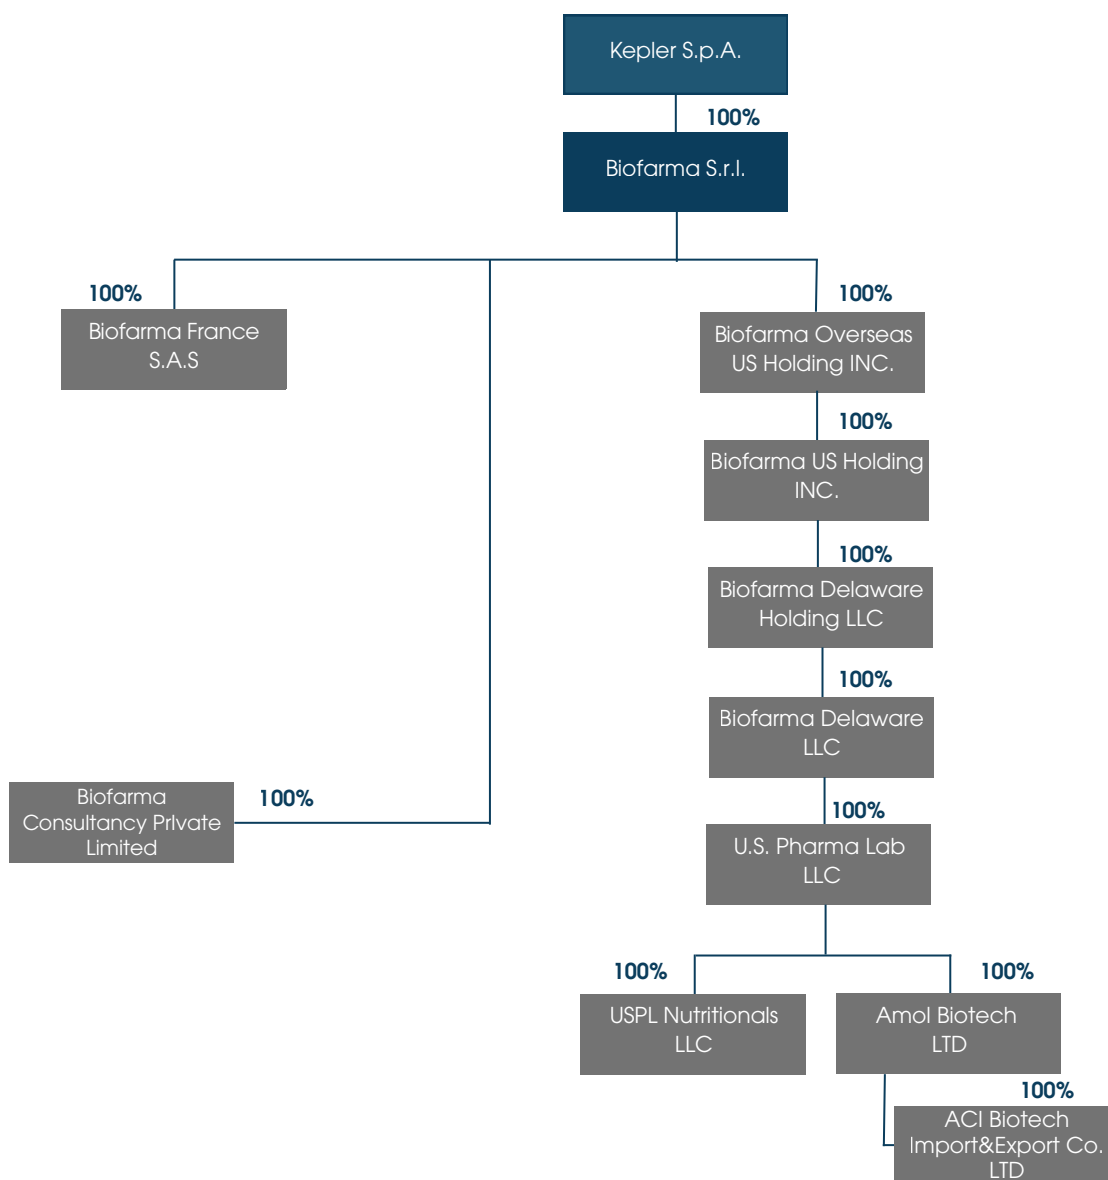 Kepler S.p.A.
100%
Biofarma S.r.l.
100%
100%
Biofarma France
S.A.S
Biofarma Overseas
US Holding INC.
100%
Biofarma US Holding
INC.
100%
Biofarma Delaware
Holding LLC
100%
Biofarma Delaware
LLC
Biofarma
Consultancy Private
Limited
100%
100%
U.S. Pharma Lab
LLC
100%
100%
USPL Nutritionals
LLC
Amol Biotech
LTD
100%
ACI Biotech
Import&Export Co.
LTD